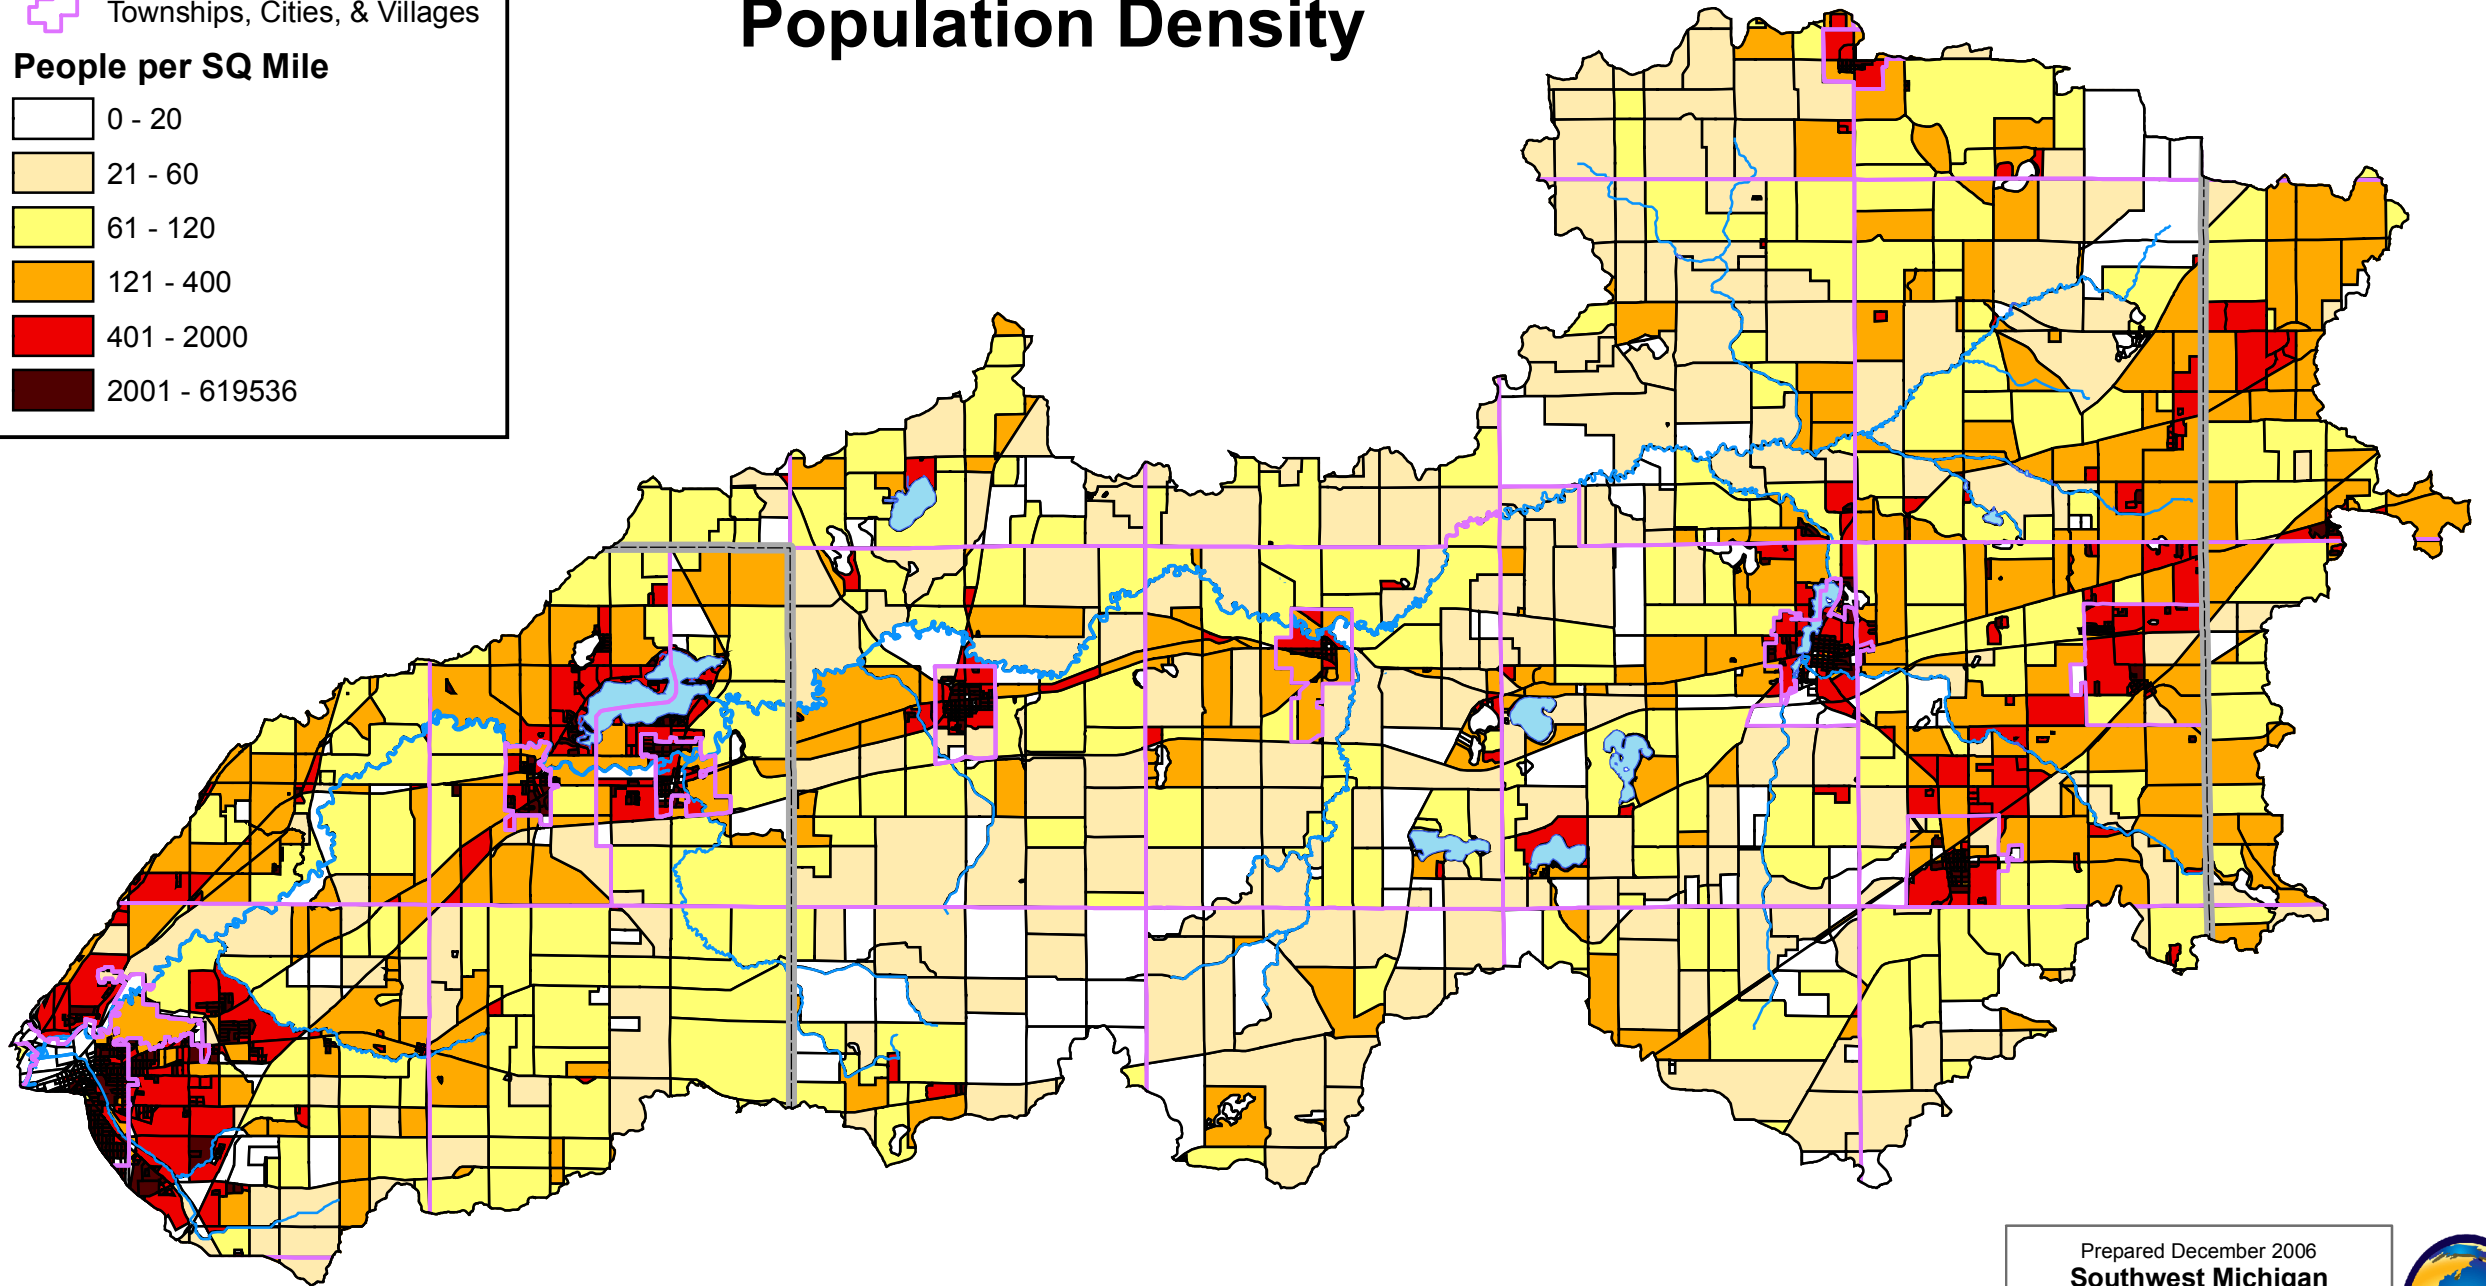 Population Density
Townships, Cities, & Villages
People per SQ Mile
0 - 20
21 - 60
61 - 120
121 - 400
401 - 2000
2001 - 619536
Prepared December 2006
Southwest Michigan